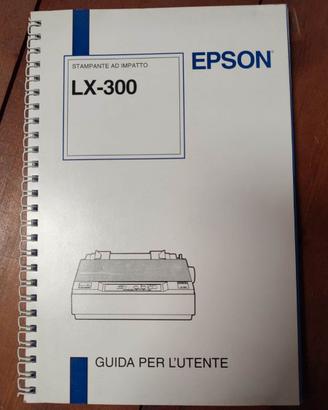 STAMPANTE AD IMPATTO
LX-300
EPSON
GUIDA PER L'UTENTE